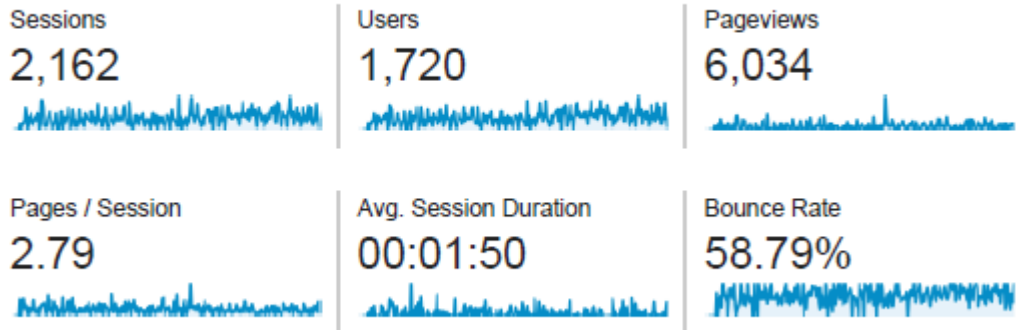 Sessions
2,162
Users
1,720
Pageviews
6,034
Pages / Session
2.79
Avg. Session Duration
00:01:50
Bounce Rate
58.79%